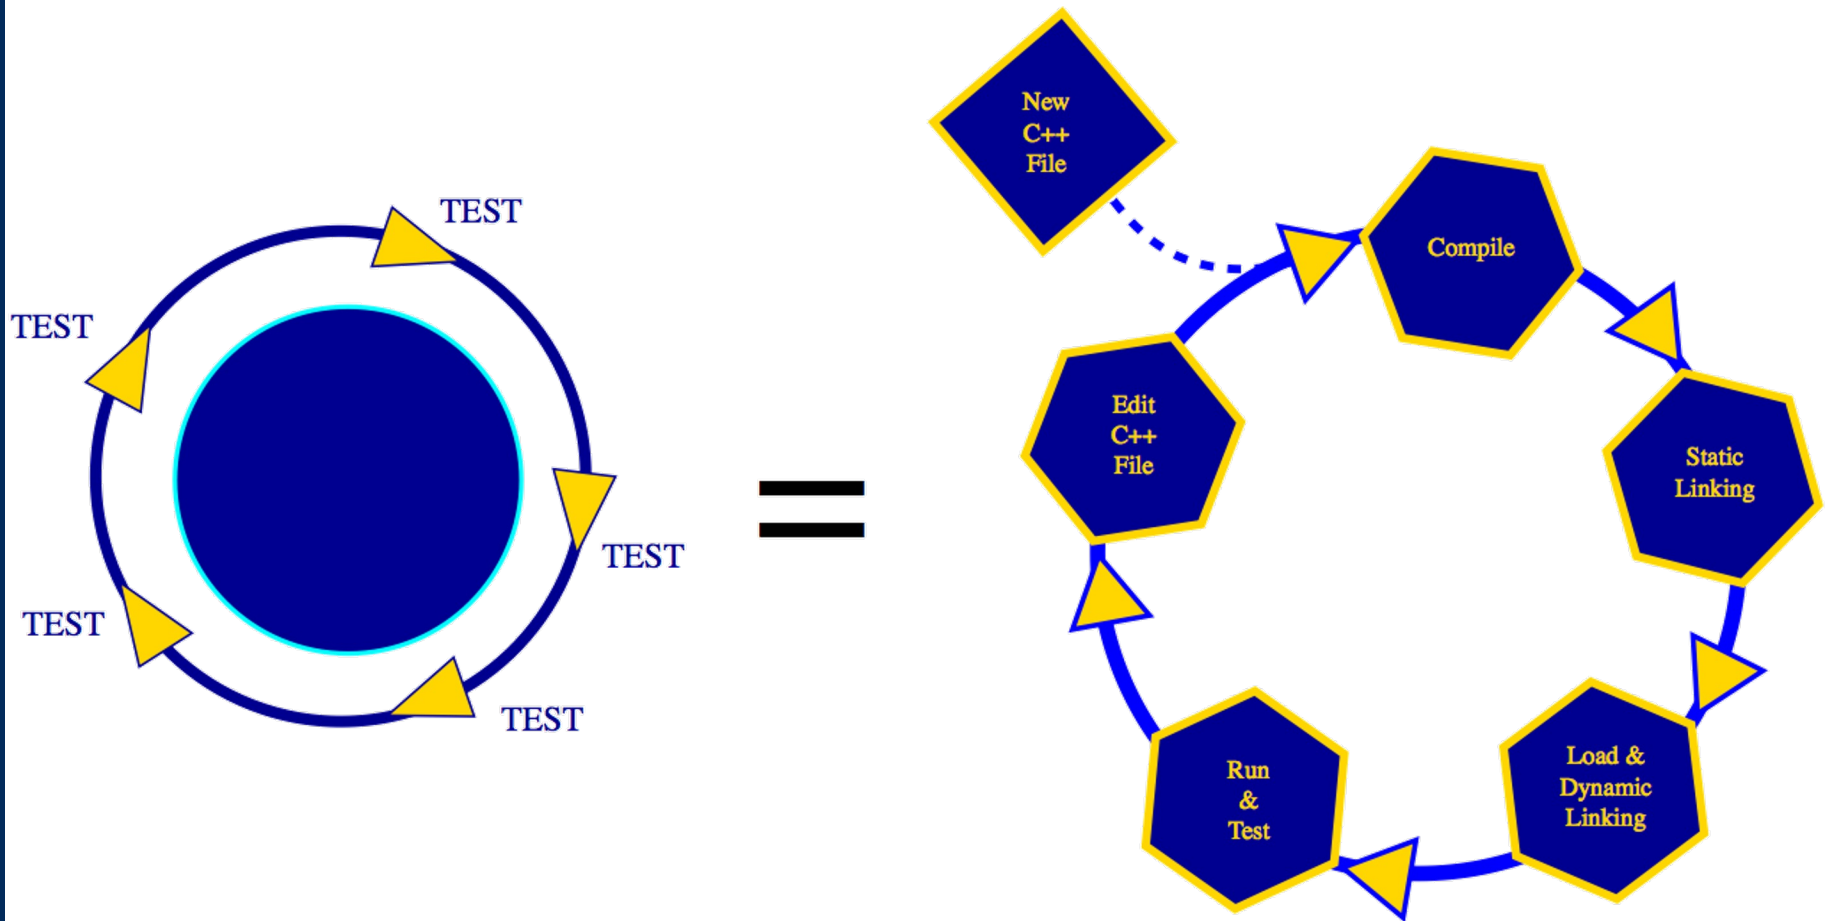 TEST
TEST
TEST
TEST
TEST
=
New
C++
File
Compile
Static
Linking
Load &
Dynamic
Linking
Run
&
Test
Edit
C++
File